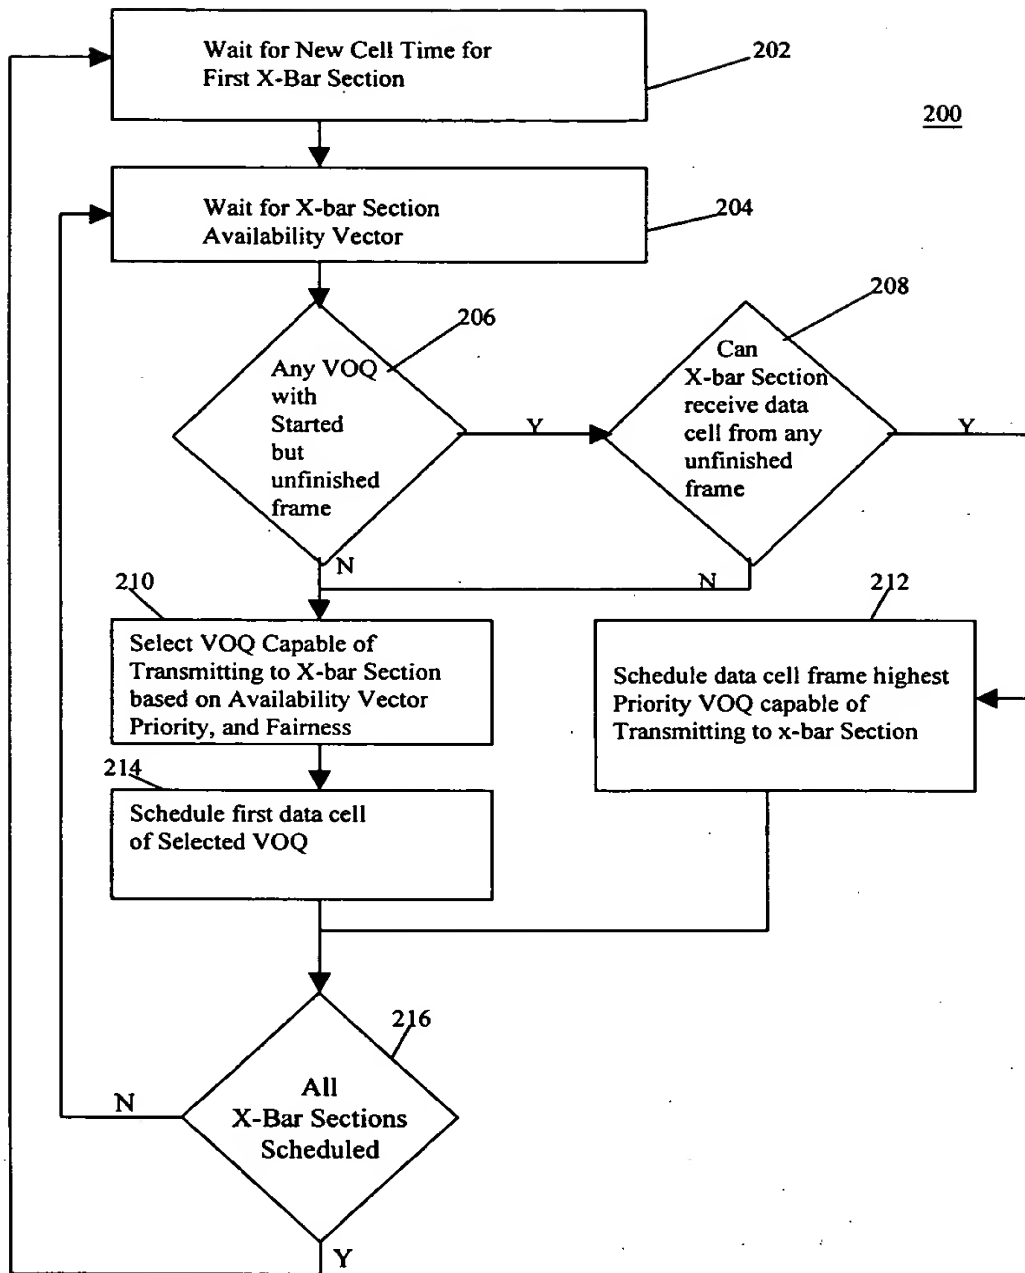 Wait for New Cell Time for
First X-Bar Section
202
200
Wait for X-bar Section
Availability Vector
204
206
208
Any VOQ
with
Started
but
unfinished
frame
Y
Can
X-bar Section
receive data
cell from any
unfinished
frame
Y
N
N
210
212
Select VOQ Capable of
Transmitting to X-bar Section
based on Availability Vector
Priority, and Fairness
Schedule data cell frame highest
Priority VOQ capable of
Transmitting to x-bar Section
214
Schedule first data cell
of Selected VOQ
216
All
X-Bar Sections
Scheduled
N
Y